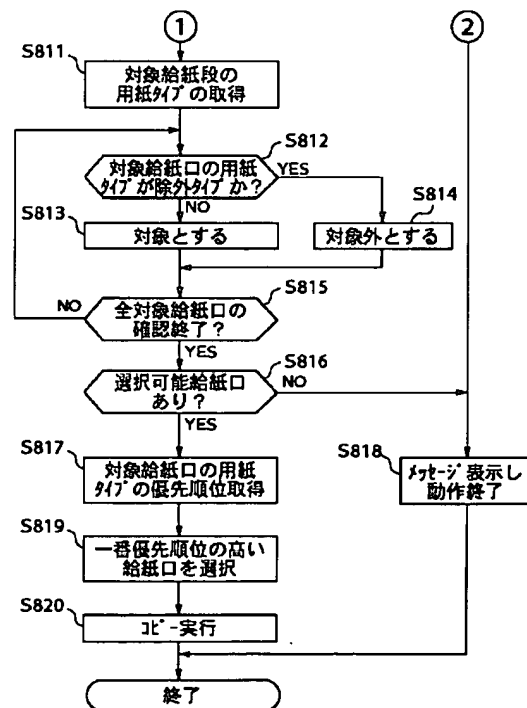 ①
②
S811
対象給紙段の
用紙ﾀｲﾌﾟの取得
S812
対象給紙口の用紙
ﾀｲﾌﾟが除外ﾀｲﾌﾟか?
YES
NO
S813
対象とする
S814
対象外とする
S815
全対象給紙口の
確認終了?
NO
YES
S816
選択可能給紙口
あり?
NO
YES
S817
対象給紙口の用紙
ﾀｲﾌﾟの優先順位取得
S818
ﾒｯｾｰｼﾞ表示し
動作終了
S819
一番優先順位の高い
給紙口を選択
S820
ｺﾋﾟｰ実行
終了